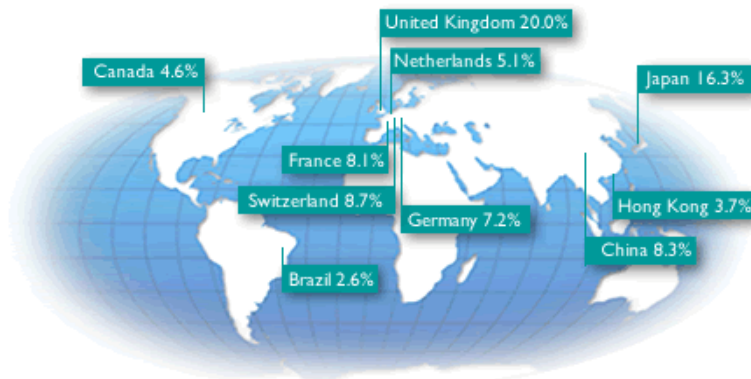 United Kingdom 20.0%
Netherlands 5.1%
Canada 4.6%
Japan 16.3%
France 8.1%
Switzerland 8.7%
Hong Kong 3.7%
Germany 7.2%
China 8.3%
Brazil 2.6%